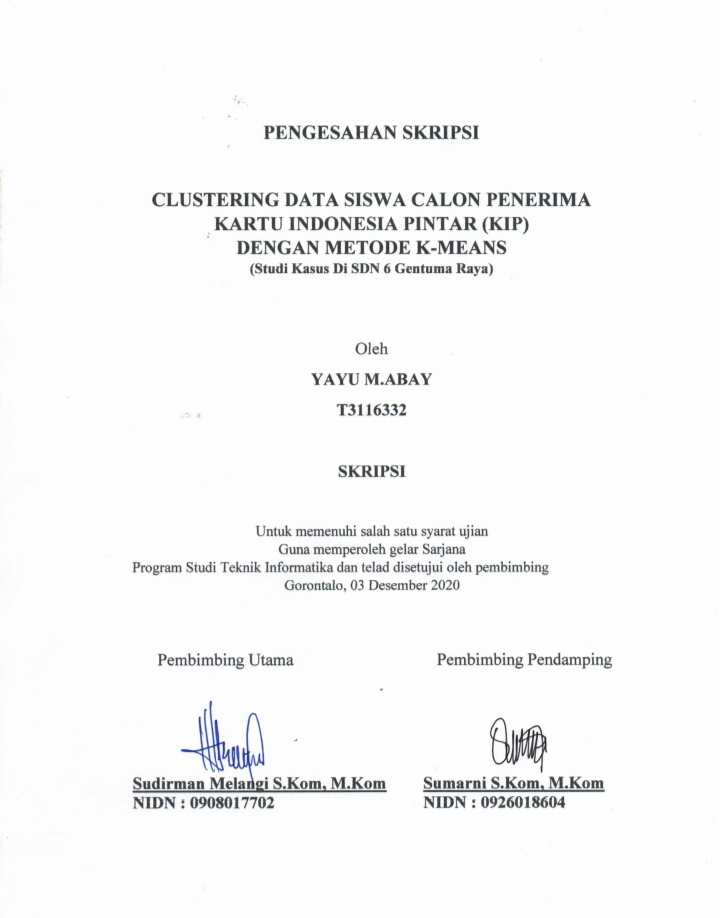 PENGESAHAN SKRIPSI
CLUSTERING DATA SISWA CALON PENERIMA
KARTU INDONESIA PINTAR (KIP)
DENGAN METODE K-MEANS
(Studi Kasus Di SDN 6 Gentuma Raya)
Oleh
YAYU M.ABAY
T3116332
SKRIPSI
Untuk memenuhi salah satu syarat ujian
Guna memperoleh gelar Sarjana
Program Studi Teknik Informatika dan telad disetujui oleh pembimbing
Gorontalo, 03 Desember 2020
Pembimbing Utama
Pembimbing Pendamping
Sudirman Melangi S.Kom, M.Kom
NIDN : 0908017702
Sumarni S.Kom, M.Kom
NIDN : 0926018604